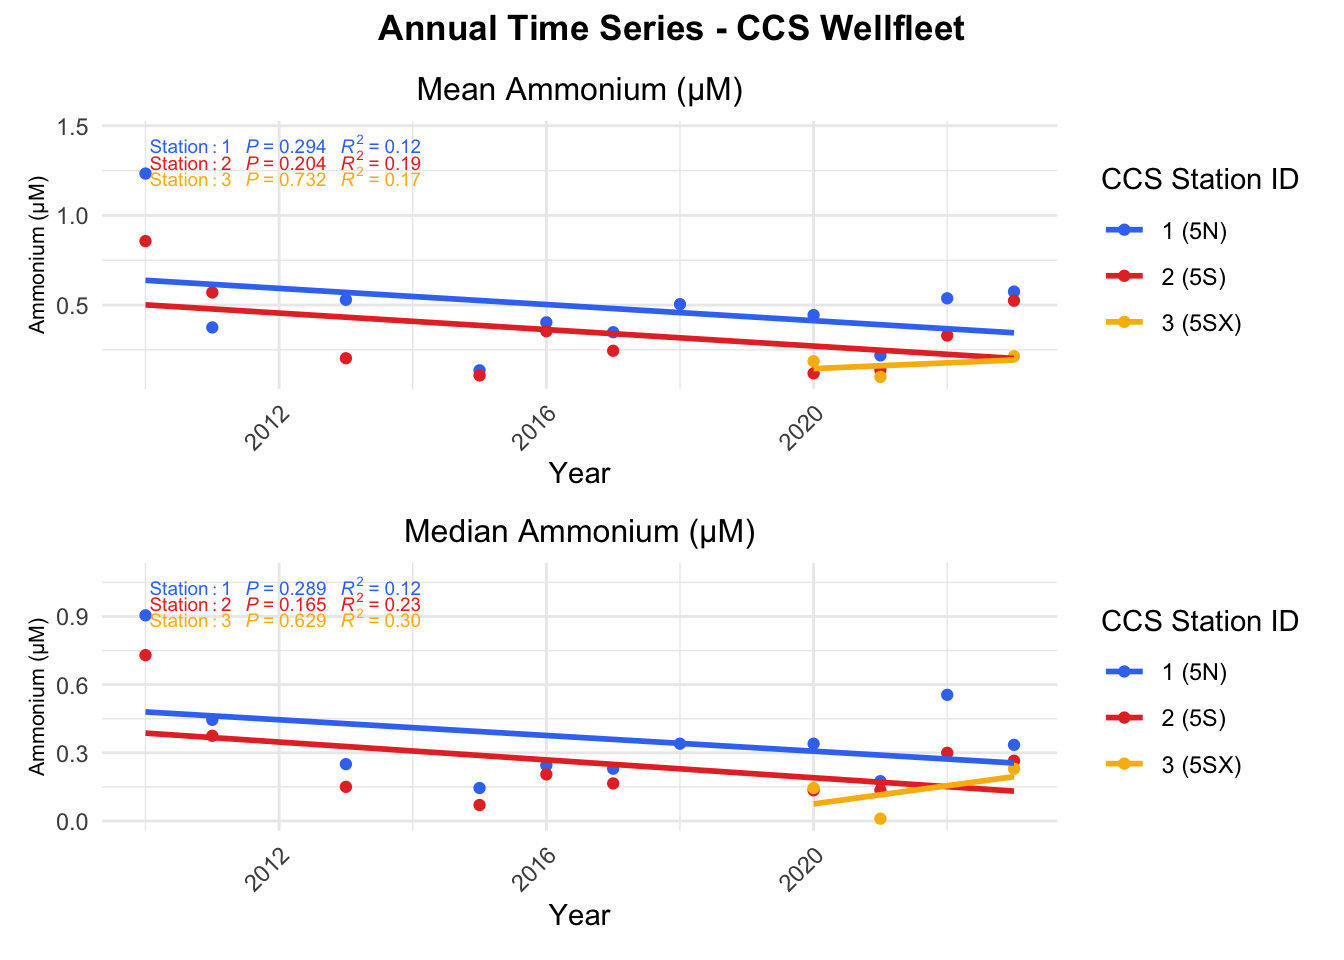 Annual Time Series - CCS Wellfleet
Mean Ammonium (µM)
Ammonium (µM)
1.5
1.0
0.5
Station: 1 P = 0.294 R² = 0.12
Station: 2 P = 0.204 R² = 0.19
Station: 3 P = 0.732 R² = 0.17
2012
2016
2020
Year
CCS Station ID
1 (5N)
2 (5S)
3 (5SX)
Median Ammonium (µM)
Ammonium (µM)
0.9
0.6
0.3
0.0
Station: 1 P = 0.289 R² = 0.12
Station: 2 P = 0.165 R² = 0.23
Station: 3 P = 0.629 R² = 0.30
2012
2016
2020
Year
CCS Station ID
1 (5N)
2 (5S)
3 (5SX)